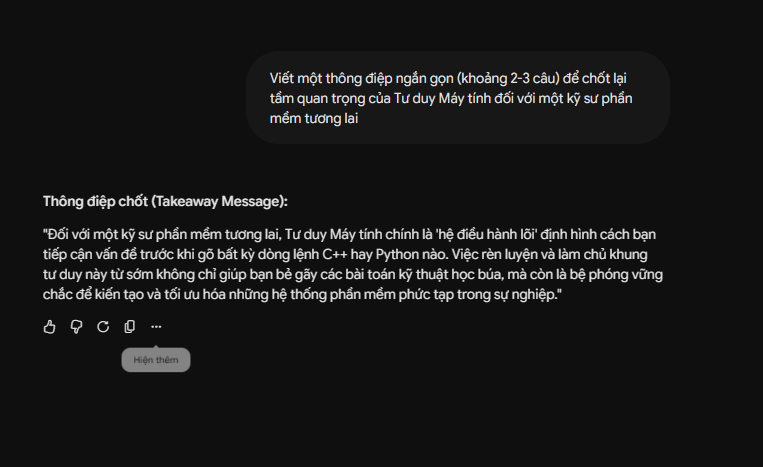 Viết một thông điệp ngắn gọn (khoảng 2-3 câu) để chốt lại
tầm quan trọng của Tư duy Máy tính đối với một kỹ sư phần
mềm tương lai
Thông điệp chốt (Takeaway Message):
"Đối với một kỹ sư phần mềm tương lai, Tư duy Máy tính chính là 'hệ điều hành lõi' định hình cách bạn
tiếp cận vấn đề trước khi gõ bất kỳ dòng lệnh C++ hay Python nào. Việc rèn luyện và làm chủ khung
tư duy này từ sớm không chỉ giúp bạn bẻ gãy các bài toán kỹ thuật học búa, mà còn là bệ phóng vững
chắc để kiến tạo và tối ưu hóa những hệ thống phần mềm phức tạp trong sự nghiệp."
Hiện thêm